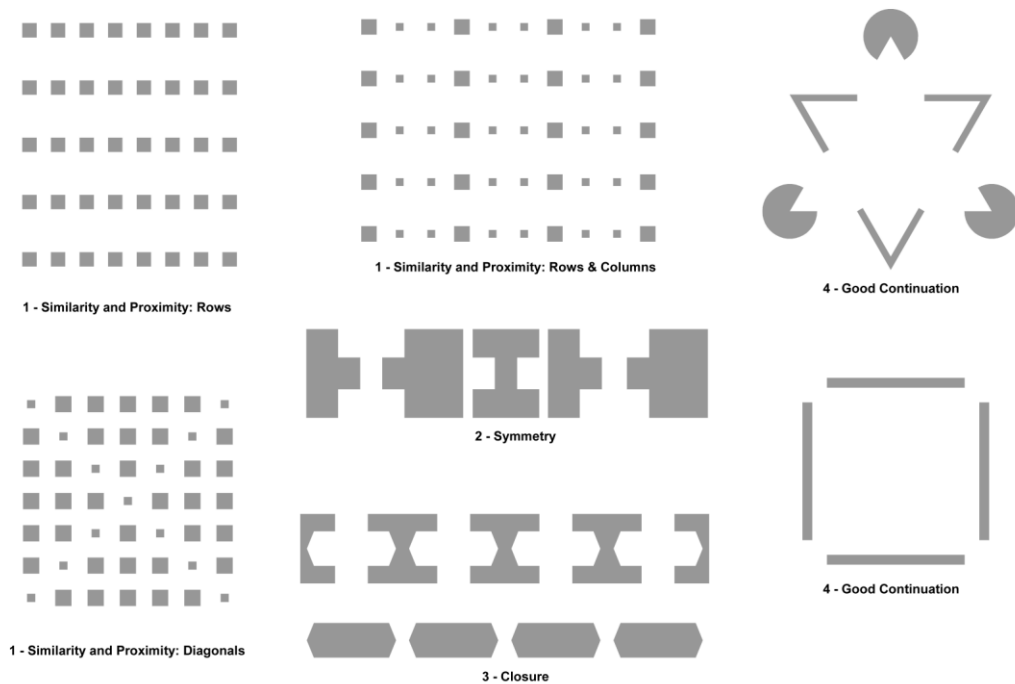 1 - Similarity and Proximity: Rows
1 - Similarity and Proximity: Rows & Columns
4 - Good Continuation
2 - Symmetry
1 - Similarity and Proximity: Diagonals
3 - Closure
4 - Good Continuation